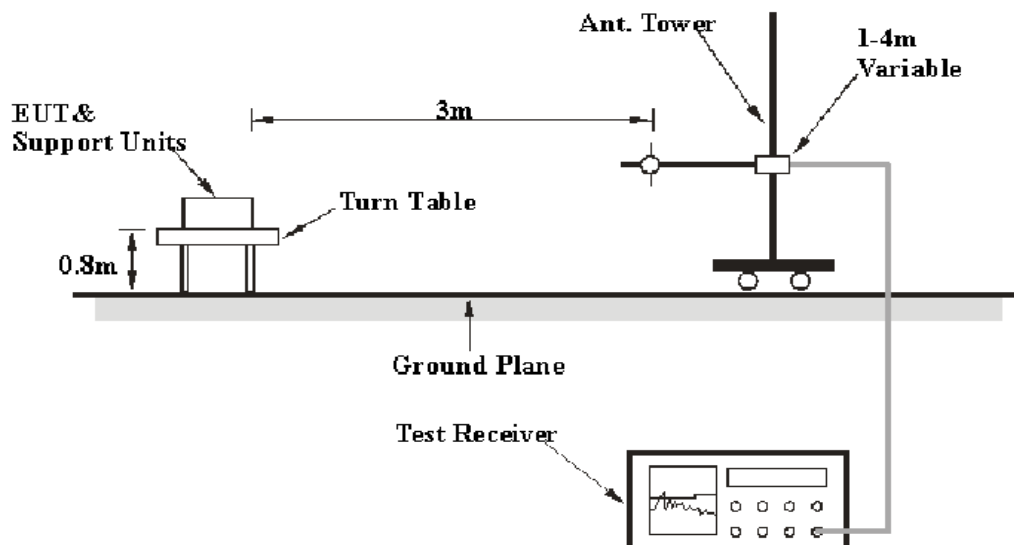 Ant. Tower
1-4m
Variable
EUT&
Support Units
3m
Turn Table
0.8m
Ground Plane
Test Receiver